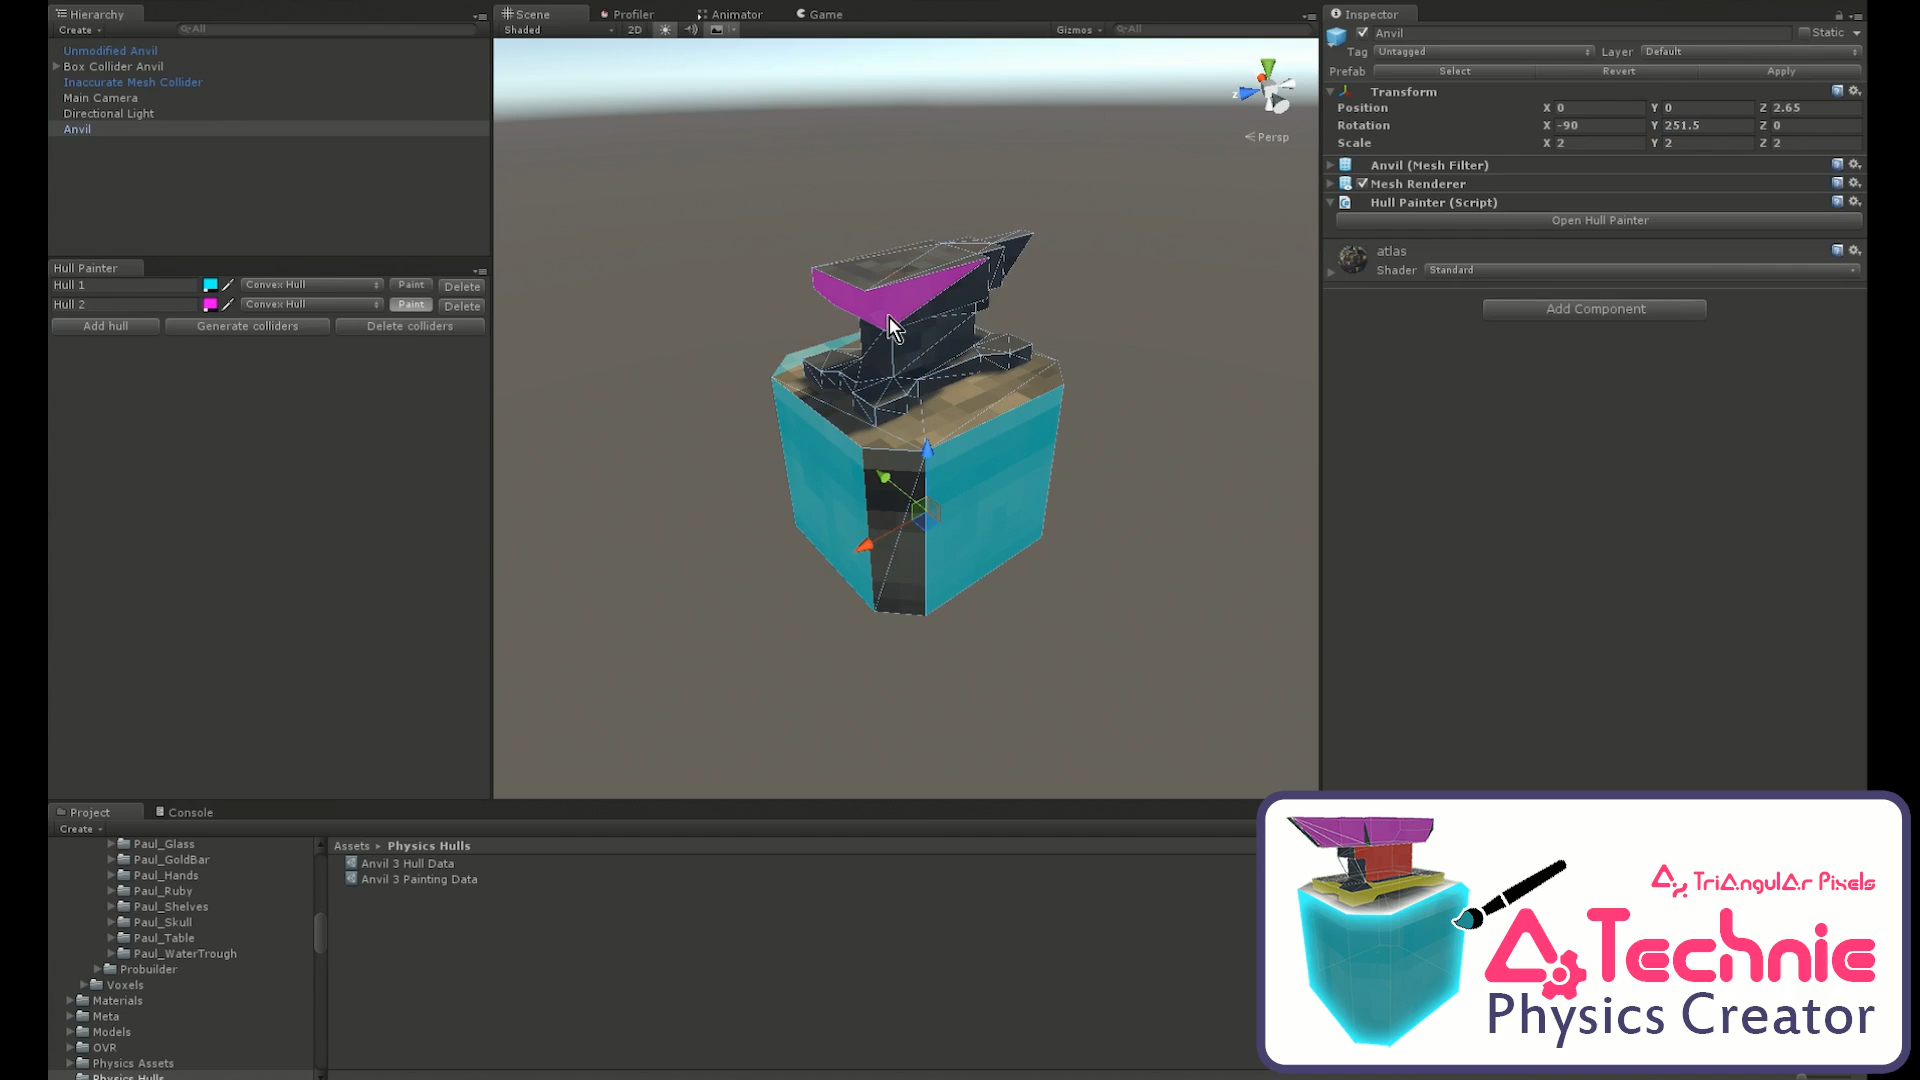 Hierarchy
Create
All
Unmodified Anvil
Box Collider Anvil
Inaccurate Mesh Collider
Main Camera
Directional Light
Anvil
Hull Painter
Hull 1 Convex Hull Paint Delete
Hull 2 Convex Hull Paint Delete
Add hull Generate colliders Delete colliders
Scene Profiler Animator Game
Shaded 2D Gizmos All
z
Persp
Inspector
Anvil Static
Tag Untagged Layer Default
Prefab Select Revert Apply
Transform
Position X 0 Y 0 Z 2.65
Rotation X -90 Y 251.5 Z 0
Scale X 2 Y 2 Z 2
Anvil (Mesh Filter)
Mesh Renderer
Hull Painter (Script)
Open Hull Painter
atlas
Shader Standard
Add Component
Project Console
Create
Paul_Glass
Paul_GoldBar
Paul_Hands
Paul_Ruby
Paul_Shelves
Paul_Skull
Paul_Table
Paul_WaterTrough
Probuilder
Voxels
Materials
Meta
Models
OVR
Physics Assets
Physics Hulls
Assets Physics Hulls
Anvil 3 Hull Data
Anvil 3 Painting Data
TriAngulAr Pixels
Technie
Physics Creator